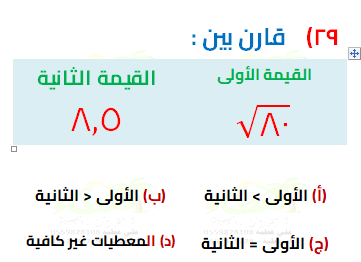 ٢٩) قارن بين :
القيمة الأولى القيمة الثانية
√٨٠ ٨,٥
(أ) الأولى > الثانية (ب) الأولى < الثانية
(ج) الأولى = الثانية (د) المعطيات غير كافية